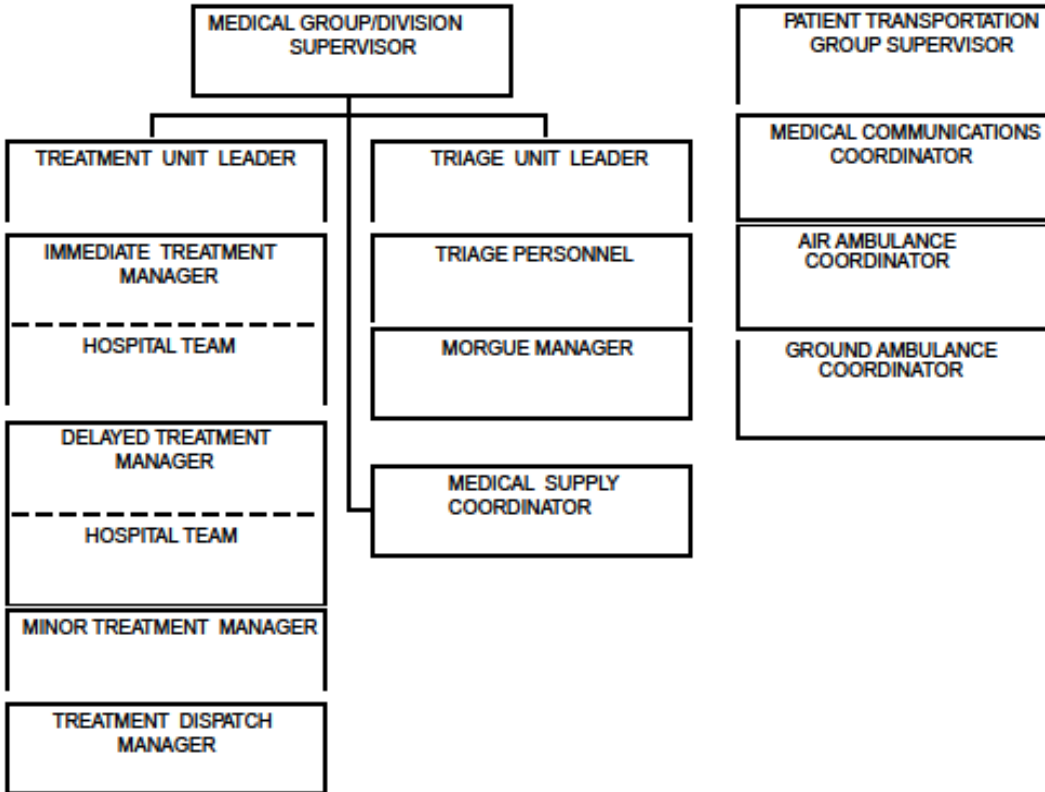 MEDICAL GROUP/DIVISION
SUPERVISOR
TREATMENT UNIT LEADER
IMMEDIATE TREATMENT
MANAGER
HOSPITAL TEAM
DELAYED TREATMENT
MANAGER
HOSPITAL TEAM
MINOR TREATMENT MANAGER
TREATMENT DISPATCH
MANAGER
TRIAGE UNIT LEADER
TRIAGE PERSONNEL
MORGUE MANAGER
MEDICAL SUPPLY
COORDINATOR
PATIENT TRANSPORTATION
GROUP SUPERVISOR
MEDICAL COMMUNICATIONS
COORDINATOR
AIR AMBULANCE
COORDINATOR
GROUND AMBULANCE
COORDINATOR